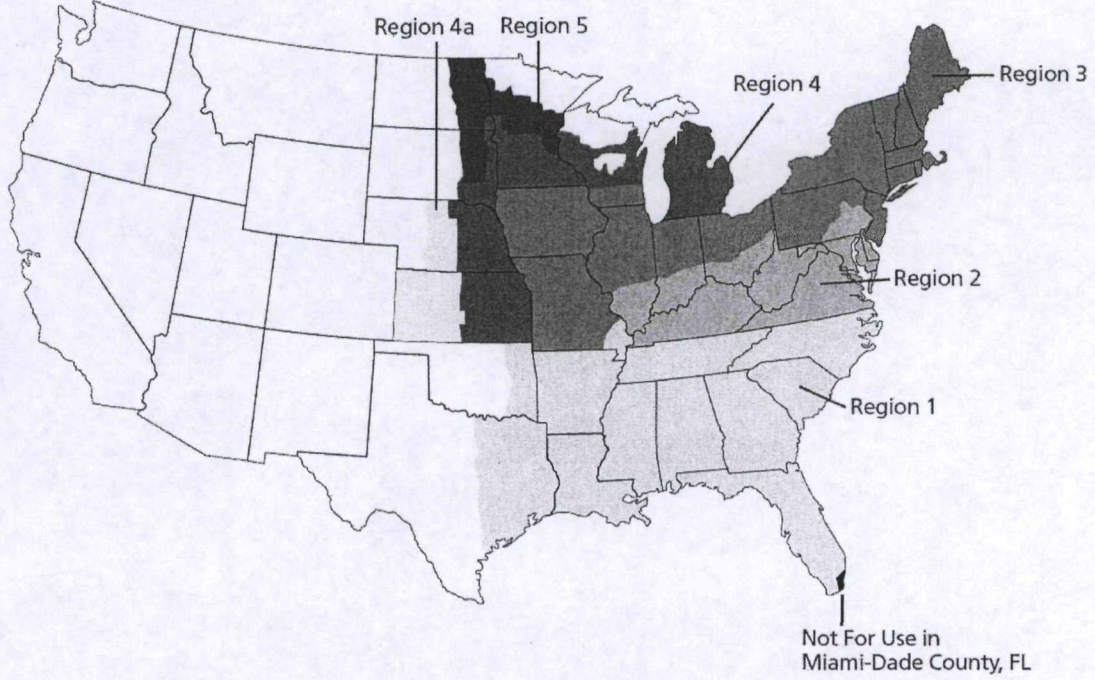 Region 4a
Region 5
Region 4
Region 3
Region 2
Region 1
Not For Use in
Miami-Dade County, FL